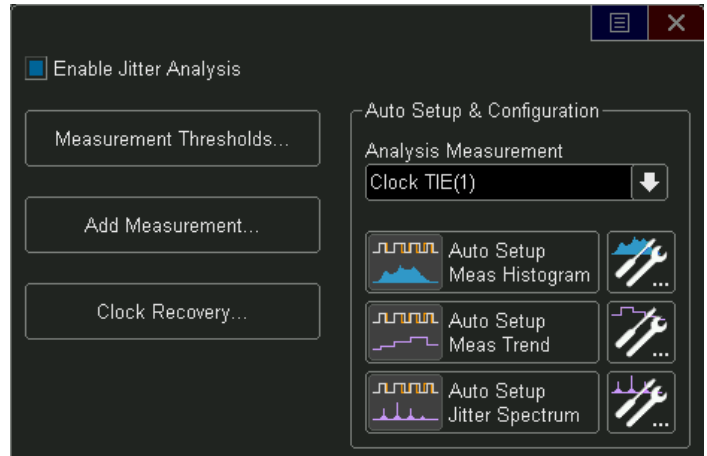 Enable Jitter Analysis
Measurement Thresholds...
Add Measurement...
Clock Recovery...
Auto Setup & Configuration
Analysis Measurement
Clock TIE(1)
Auto Setup
Meas Histogram
...
Auto Setup
Meas Trend
...
Auto Setup
Jitter Spectrum
...